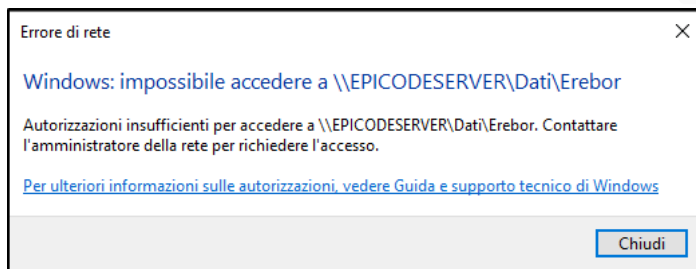 Errore di rete
Windows: impossibile accedere a \\EPICODESERVER\Dati\Erebor
Autorizzazioni insufficienti per accedere a \\EPICODESERVER\Dati\Erebor. Contattare
l'amministratore della rete per richiedere l'accesso.
Per ulteriori informazioni sulle autorizzazioni, vedere Guida e supporto tecnico di Windows
Chiudi